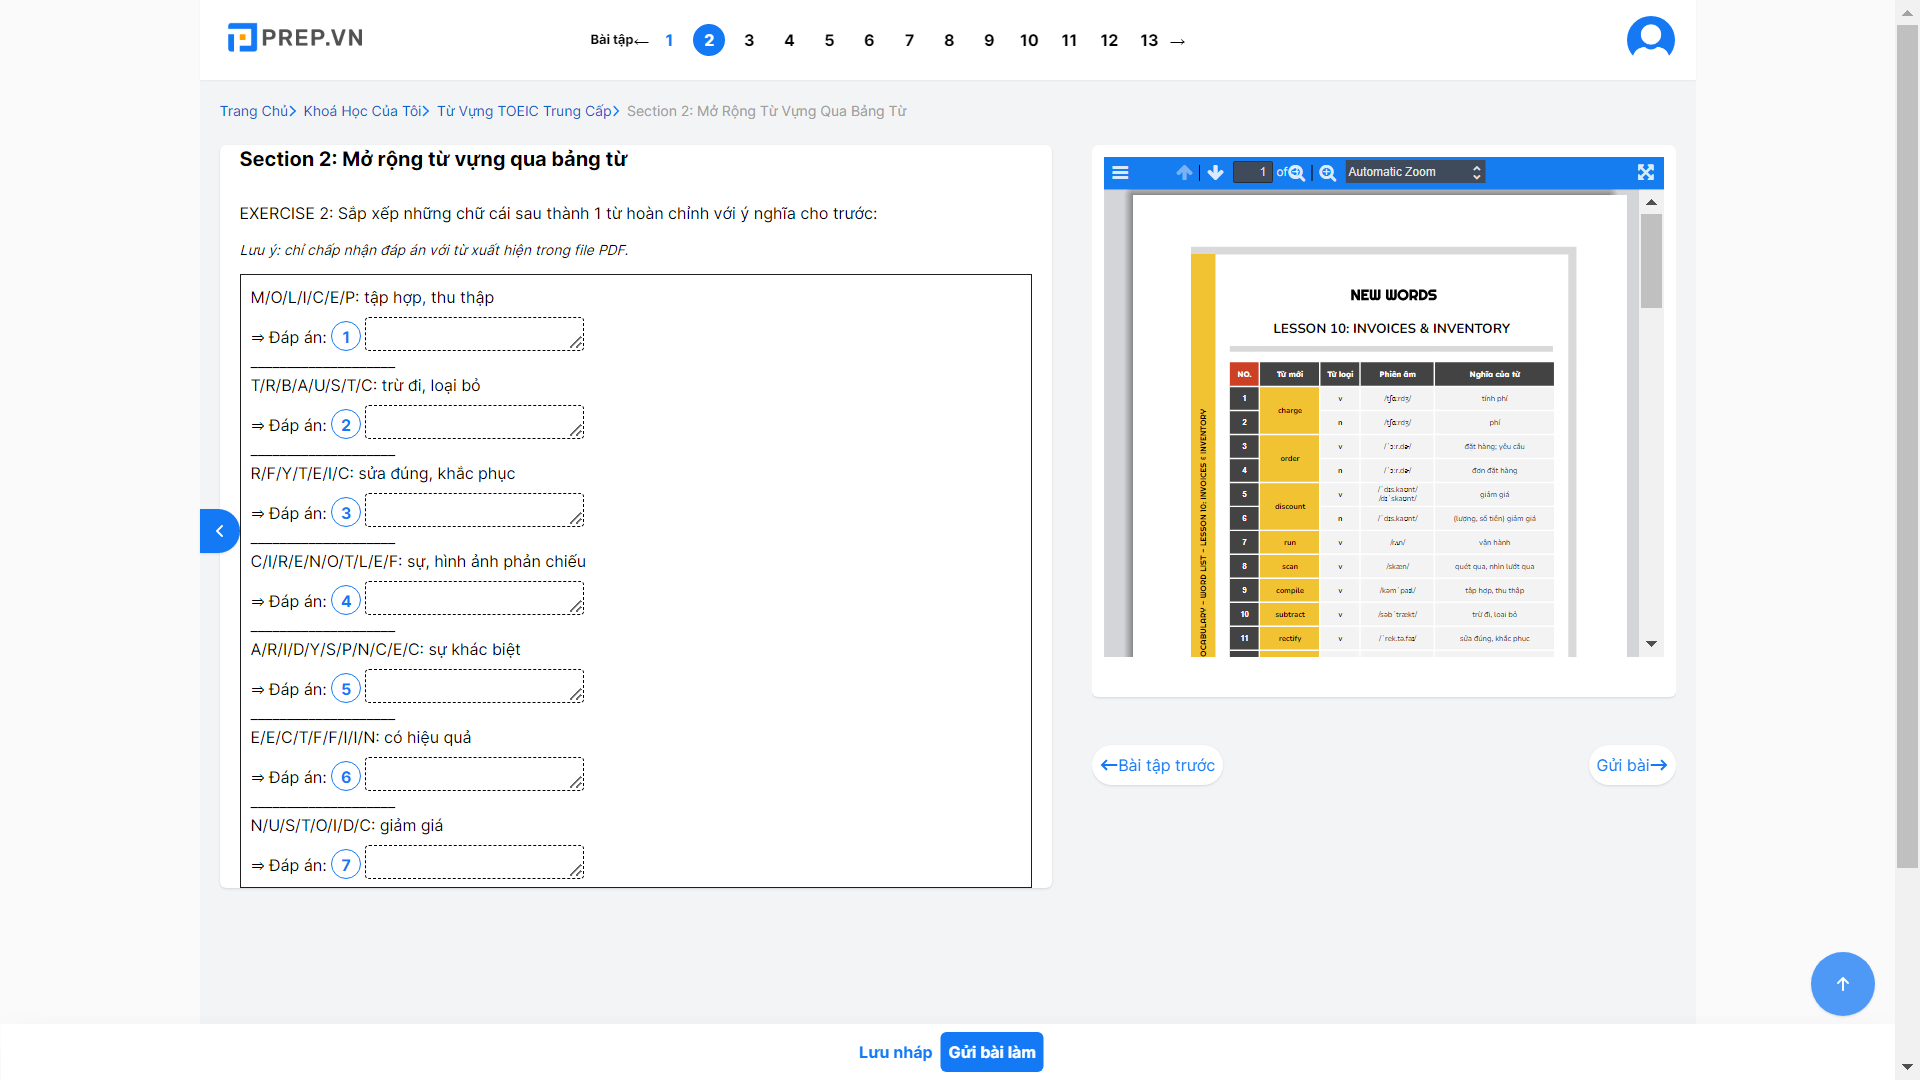 PREP.VN
Bài tập← 1 2 3 4 5 6 7 8 9 10 11 12 13 →
Trang Chủ> Khoá Học Của Tôi> Từ Vựng TOEIC Trung Cấp> Section 2: Mở Rộng Từ Vựng Qua Bảng Từ
Section 2: Mở rộng từ vựng qua bảng từ
EXERCISE 2: Sắp xếp những chữ cái sau thành 1 từ hoàn chỉnh với ý nghĩa cho trước:
Lưu ý: chỉ chấp nhận đáp án với từ xuất hiện trong file PDF.
M/O/L/I/C/E/P: tập hợp, thu thập
⇒ Đáp án: 1
____________________
T/R/B/A/U/S/T/C: trừ đi, loại bỏ
⇒ Đáp án: 2
____________________
R/F/Y/T/E/I/C: sửa đúng, khắc phục
⇒ Đáp án: 3
____________________
C/I/R/E/N/O/T/L/E/F: sự, hình ảnh phản chiếu
⇒ Đáp án: 4
____________________
A/R/I/D/Y/S/P/N/C/E/C: sự khác biệt
⇒ Đáp án: 5
____________________
E/E/C/T/F/F/I/I/N: có hiệu quả
⇒ Đáp án: 6
____________________
N/U/S/T/O/I/D/C: giảm giá
⇒ Đáp án: 7
1 of Automatic Zoom
NEW WORDS
LESSON 10: INVOICES & INVENTORY
OCABULARY - WORD LIST - LESSON 10: INVOICES & INVENTORY
NO. Từ mới Từ loại Phiên âm Nghĩa của từ
1 charge v /tʃɑːrdʒ/ tính phí
2 n /tʃɑːrdʒ/ phí
3 order v /ˈɔːr.dɚ/ đặt hàng; yêu cầu
4 n /ˈɔːr.dɚ/ đơn đặt hàng
5 discount v /ˈdɪs.kaʊnt/ /dɪˈskaʊnt/ giảm giá
6 n /ˈdɪs.kaʊnt/ (lượng, số tiền) giảm giá
7 run v /rʌn/ vận hành
8 scan v /skæn/ quét qua, nhìn lướt qua
9 compile v /kəmˈpaɪl/ tập hợp, thu thập
10 subtract v /səbˈtrækt/ trừ đi, loại bỏ
11 rectify v /ˈrek.tə.faɪ/ sửa đúng, khắc phục
←Bài tập trước
Gửi bài→
Lưu nháp
Gửi bài làm